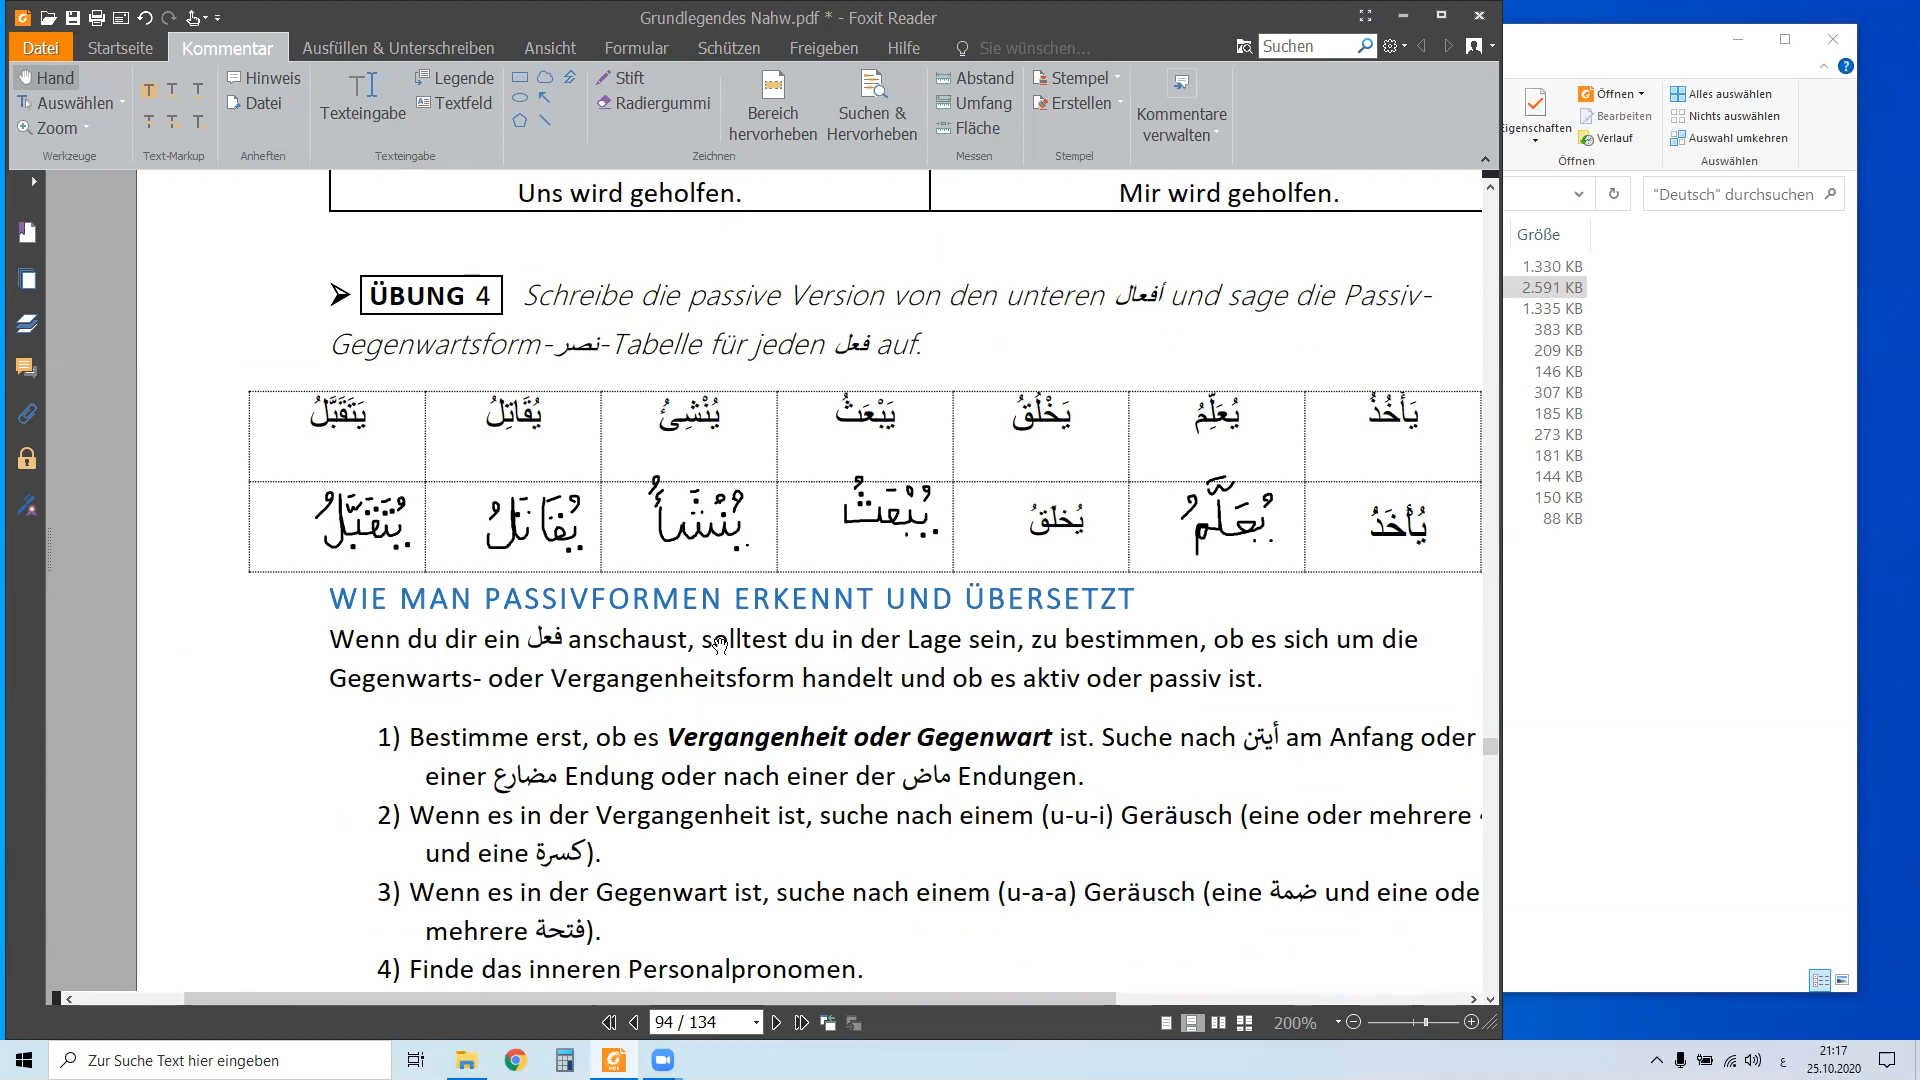 Grundlegendes Nahw.pdf * - Foxit Reader
Datei Startseite Kommentar Ausfüllen & Unterschreiben Ansicht Formular Schützen Freigeben Hilfe Sie wünschen... Suchen
Hand Auswählen Zoom Werkzeuge
Text-Markup
Hinweis Datei Anheften
Texteingabe Legende Textfeld Texteingabe
Stift Radiergummi Bereich hervorheben Suchen & Hervorheben Zeichnen
Abstand Umfang Fläche Messen
Stempel Erstellen Stempel
Kommentare verwalten
Uns wird geholfen. Mir wird geholfen.
ÜBUNG 4 Schreibe die passive Version von den unteren أفعال und sage die Passiv-
Gegenwartsform-نصر-Tabelle für jeden فعل auf.
يَأْخُذُ يُعَلِّمُ يَخْلُقُ يَبْعَثُ يُنْشِئُ يُقَاتِلُ يَتَقَبَّلُ
يُؤْخَذُ يُعَلَّمُ يُخلَقُ يُبْعَثُ يُنْشَأُ يُقَاتَلُ يُتَقَبَّلُ
WIE MAN PASSIVFORMEN ERKENNT UND ÜBERSETZT
Wenn du dir ein فعل anschaust, solltest du in der Lage sein, zu bestimmen, ob es sich um die
Gegenwarts- oder Vergangenheitsform handelt und ob es aktiv oder passiv ist.
1) Bestimme erst, ob es Vergangenheit oder Gegenwart ist. Suche nach أيتن am Anfang oder
einer مضارع Endung oder nach einer der ماض Endungen.
2) Wenn es in der Vergangenheit ist, suche nach einem (u-u-i) Geräusch (eine oder mehrere
und eine كسرة).
3) Wenn es in der Gegenwart ist, suche nach einem (u-a-a) Geräusch (eine ضمة und eine ode
mehrere فتحة).
4) Finde das inneren Personalpronomen.
94 / 134
200%
Eigenschaften
Öffnen Bearbeiten Verlauf Öffnen
Alles auswählen Nichts auswählen Auswahl umkehren Auswählen
"Deutsch" durchsuchen
Größe
1.330 KB
2.591 KB
1.335 KB
383 KB
209 KB
146 KB
307 KB
185 KB
273 KB
181 KB
144 KB
150 KB
88 KB
Zur Suche Text hier eingeben
ع
21:17
25.10.2020